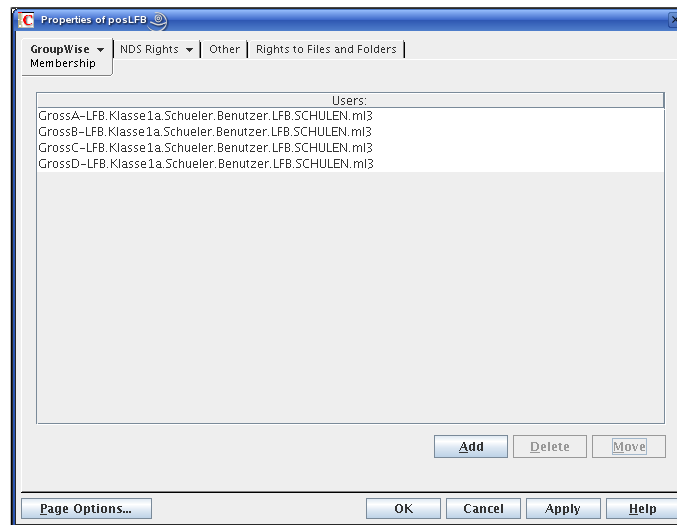 Properties of posLFB
GroupWise NDS Rights Other Rights to Files and Folders
Membership
Users:
GrossA-LFB.Klasse1a.Schueler.Benutzer.LFB.SCHULEN.ml3
GrossB-LFB.Klasse1a.Schueler.Benutzer.LFB.SCHULEN.ml3
GrossC-LFB.Klasse1a.Schueler.Benutzer.LFB.SCHULEN.ml3
GrossD-LFB.Klasse1a.Schueler.Benutzer.LFB.SCHULEN.ml3
Add Delete Move
Page Options... OK Cancel Apply Help